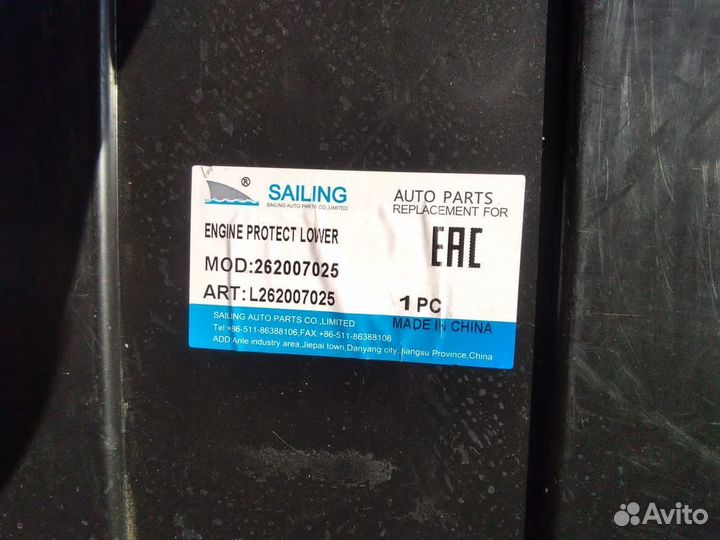 ®
SAILING
SAILING AUTO PARTS CO.,LIMITED
AUTO PARTS
REPLACEMENT FOR
ENGINE PROTECT LOWER
EAC
MOD:262007025
ART:L262007025
1 PC
MADE IN CHINA
SAILING AUTO PARTS CO.,LIMITED
Tel:+86-511-86388106,FAX:+86-511-86388106
ADD:Anle industry area,Jiepai town,Danyang city,Jiangsu Province,China
Avito